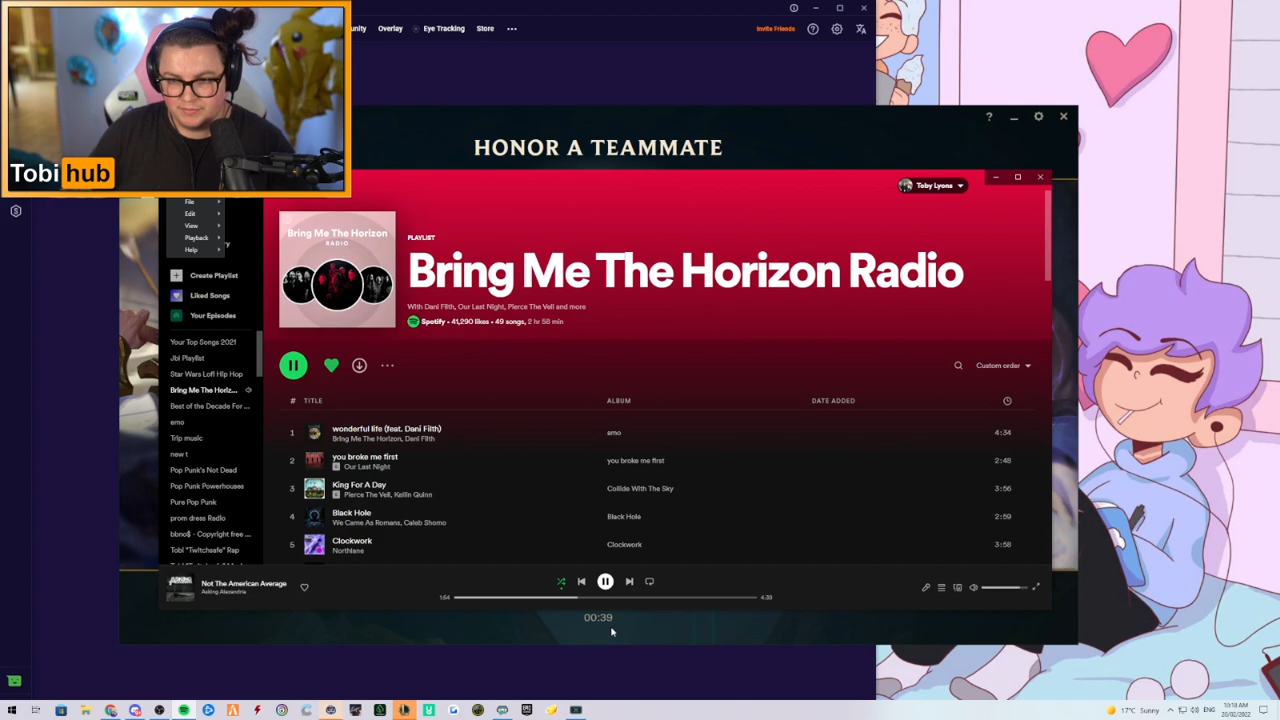 unity Overlay Eye Tracking Store ...
Invite Friends
Tobi hub
HONOR A TEAMMATE
Toby Lyons
File
Edit
View
Playback
Help
Create Playlist
Liked Songs
Your Episodes
Your Top Songs 2021
Jbl Playlist
Star Wars Lofi Hip Hop
Bring Me The Horiz...
Best of the Decade For ...
emo
Trip music
new t
Pop Punk's Not Dead
Pop Punk Powerhouses
Pure Pop Punk
prom dress Radio
bbno$ - Copyright free ...
Tobi "Twitchsafe" Rap
Bring Me The Horizon
RADIO
PLAYLIST
Bring Me The Horizon Radio
With Dani Filth, Our Last Night, Pierce The Veil and more
Spotify • 41,290 likes • 49 songs, 2 hr 58 min
Custom order
# TITLE ALBUM DATE ADDED
1 wonderful life (feat. Dani Filth) emo 4:34
Bring Me The Horizon, Dani Filth
2 you broke me first you broke me first 2:48
E Our Last Night
3 King For A Day Collide With The Sky 3:56
E Pierce The Veil, Kellin Quinn
4 Black Hole Black Hole 2:59
We Came As Romans, Caleb Shomo
5 Clockwork Clockwork 3:58
Northlane
Not The American Average
Asking Alexandria
1:54 4:39
00:39
17°C Sunny ENG 10:18 AM
20/02/2022